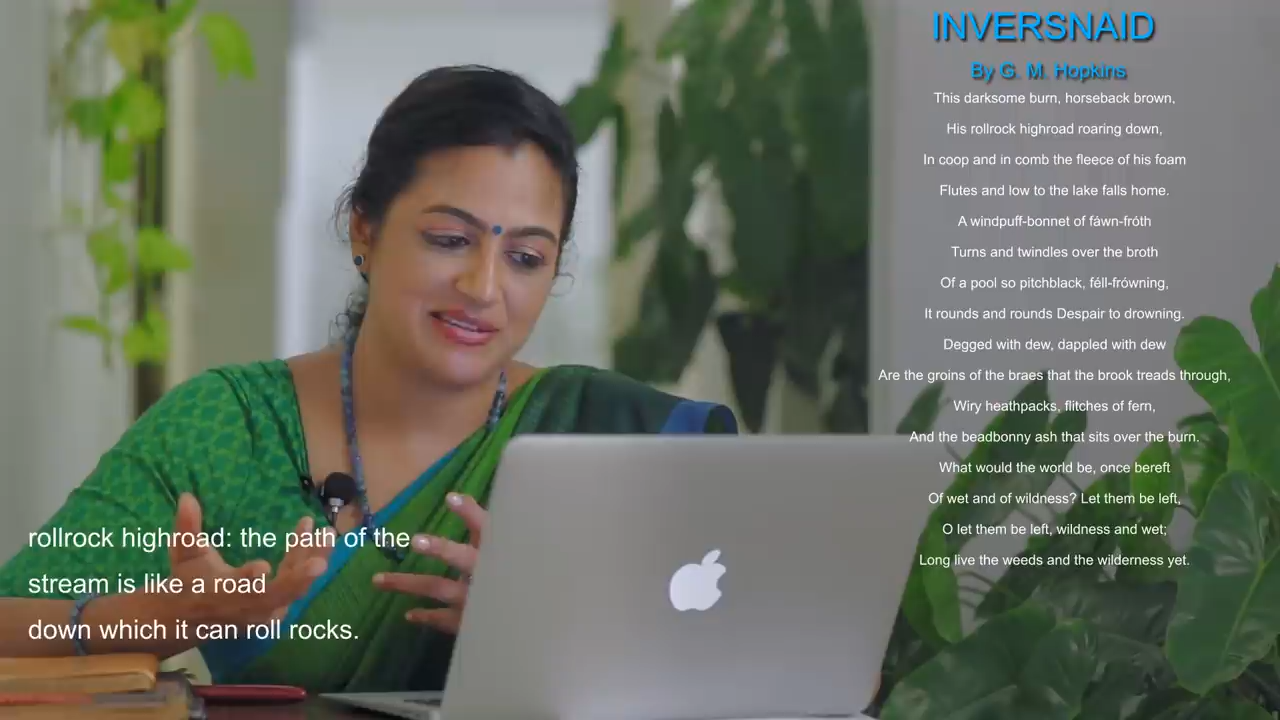 INVERSNAID
By G. M. Hopkins
This darksome burn, horseback brown,
His rollrock highroad roaring down,
In coop and in comb the fleece of his foam
Flutes and low to the lake falls home.
A windpuff-bonnet of fáwn-fróth
Turns and twindles over the broth
Of a pool so pitchblack, féll-frówning,
It rounds and rounds Despair to drowning.
Degged with dew, dappled with dew
Are the groins of the braes that the brook treads through,
Wiry heathpacks, flitches of fern,
And the beadbonny ash that sits over the burn.
What would the world be, once bereft
Of wet and of wildness? Let them be left,
O let them be left, wildness and wet;
Long live the weeds and the wilderness yet.
rollrock highroad: the path of the
stream is like a road
down which it can roll rocks.